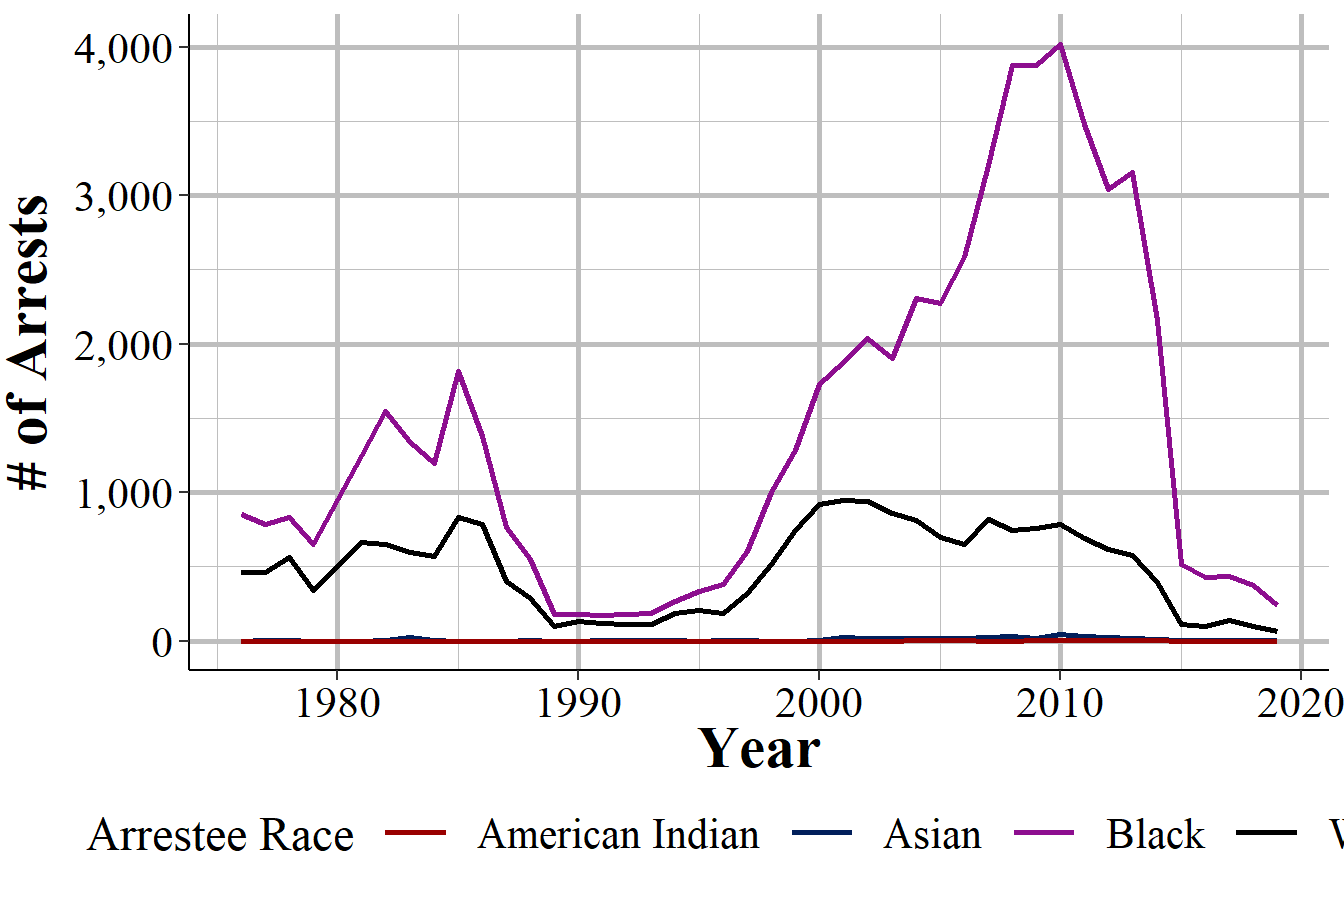 # of Arrests
4,000
3,000
2,000
1,000
0
1980 1990 2000 2010 2020
Year
Arrestee Race American Indian Asian Black